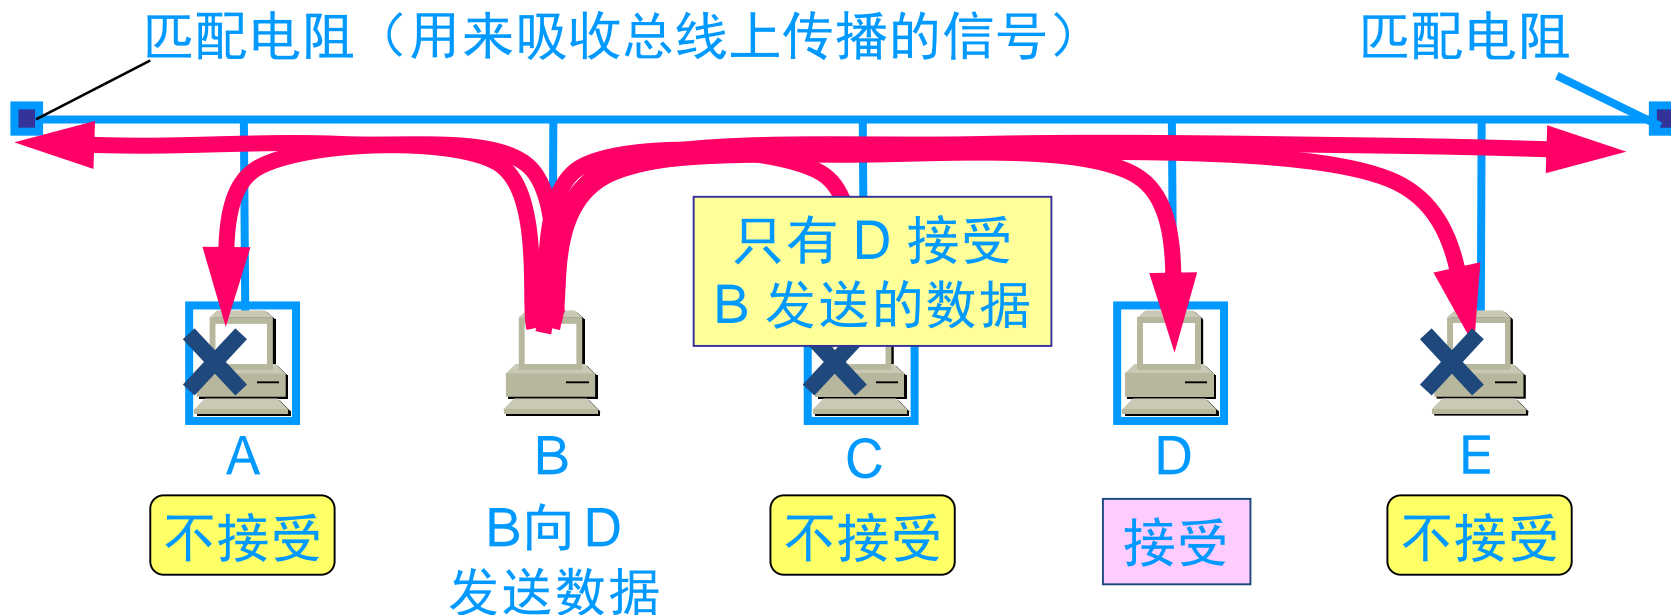 匹配电阻（用来吸收总线上传播的信号）
匹配电阻
只有 D 接受
B 发送的数据
A
B
C
D
E
不接受
B向 D
发送数据
不接受
接受
不接受